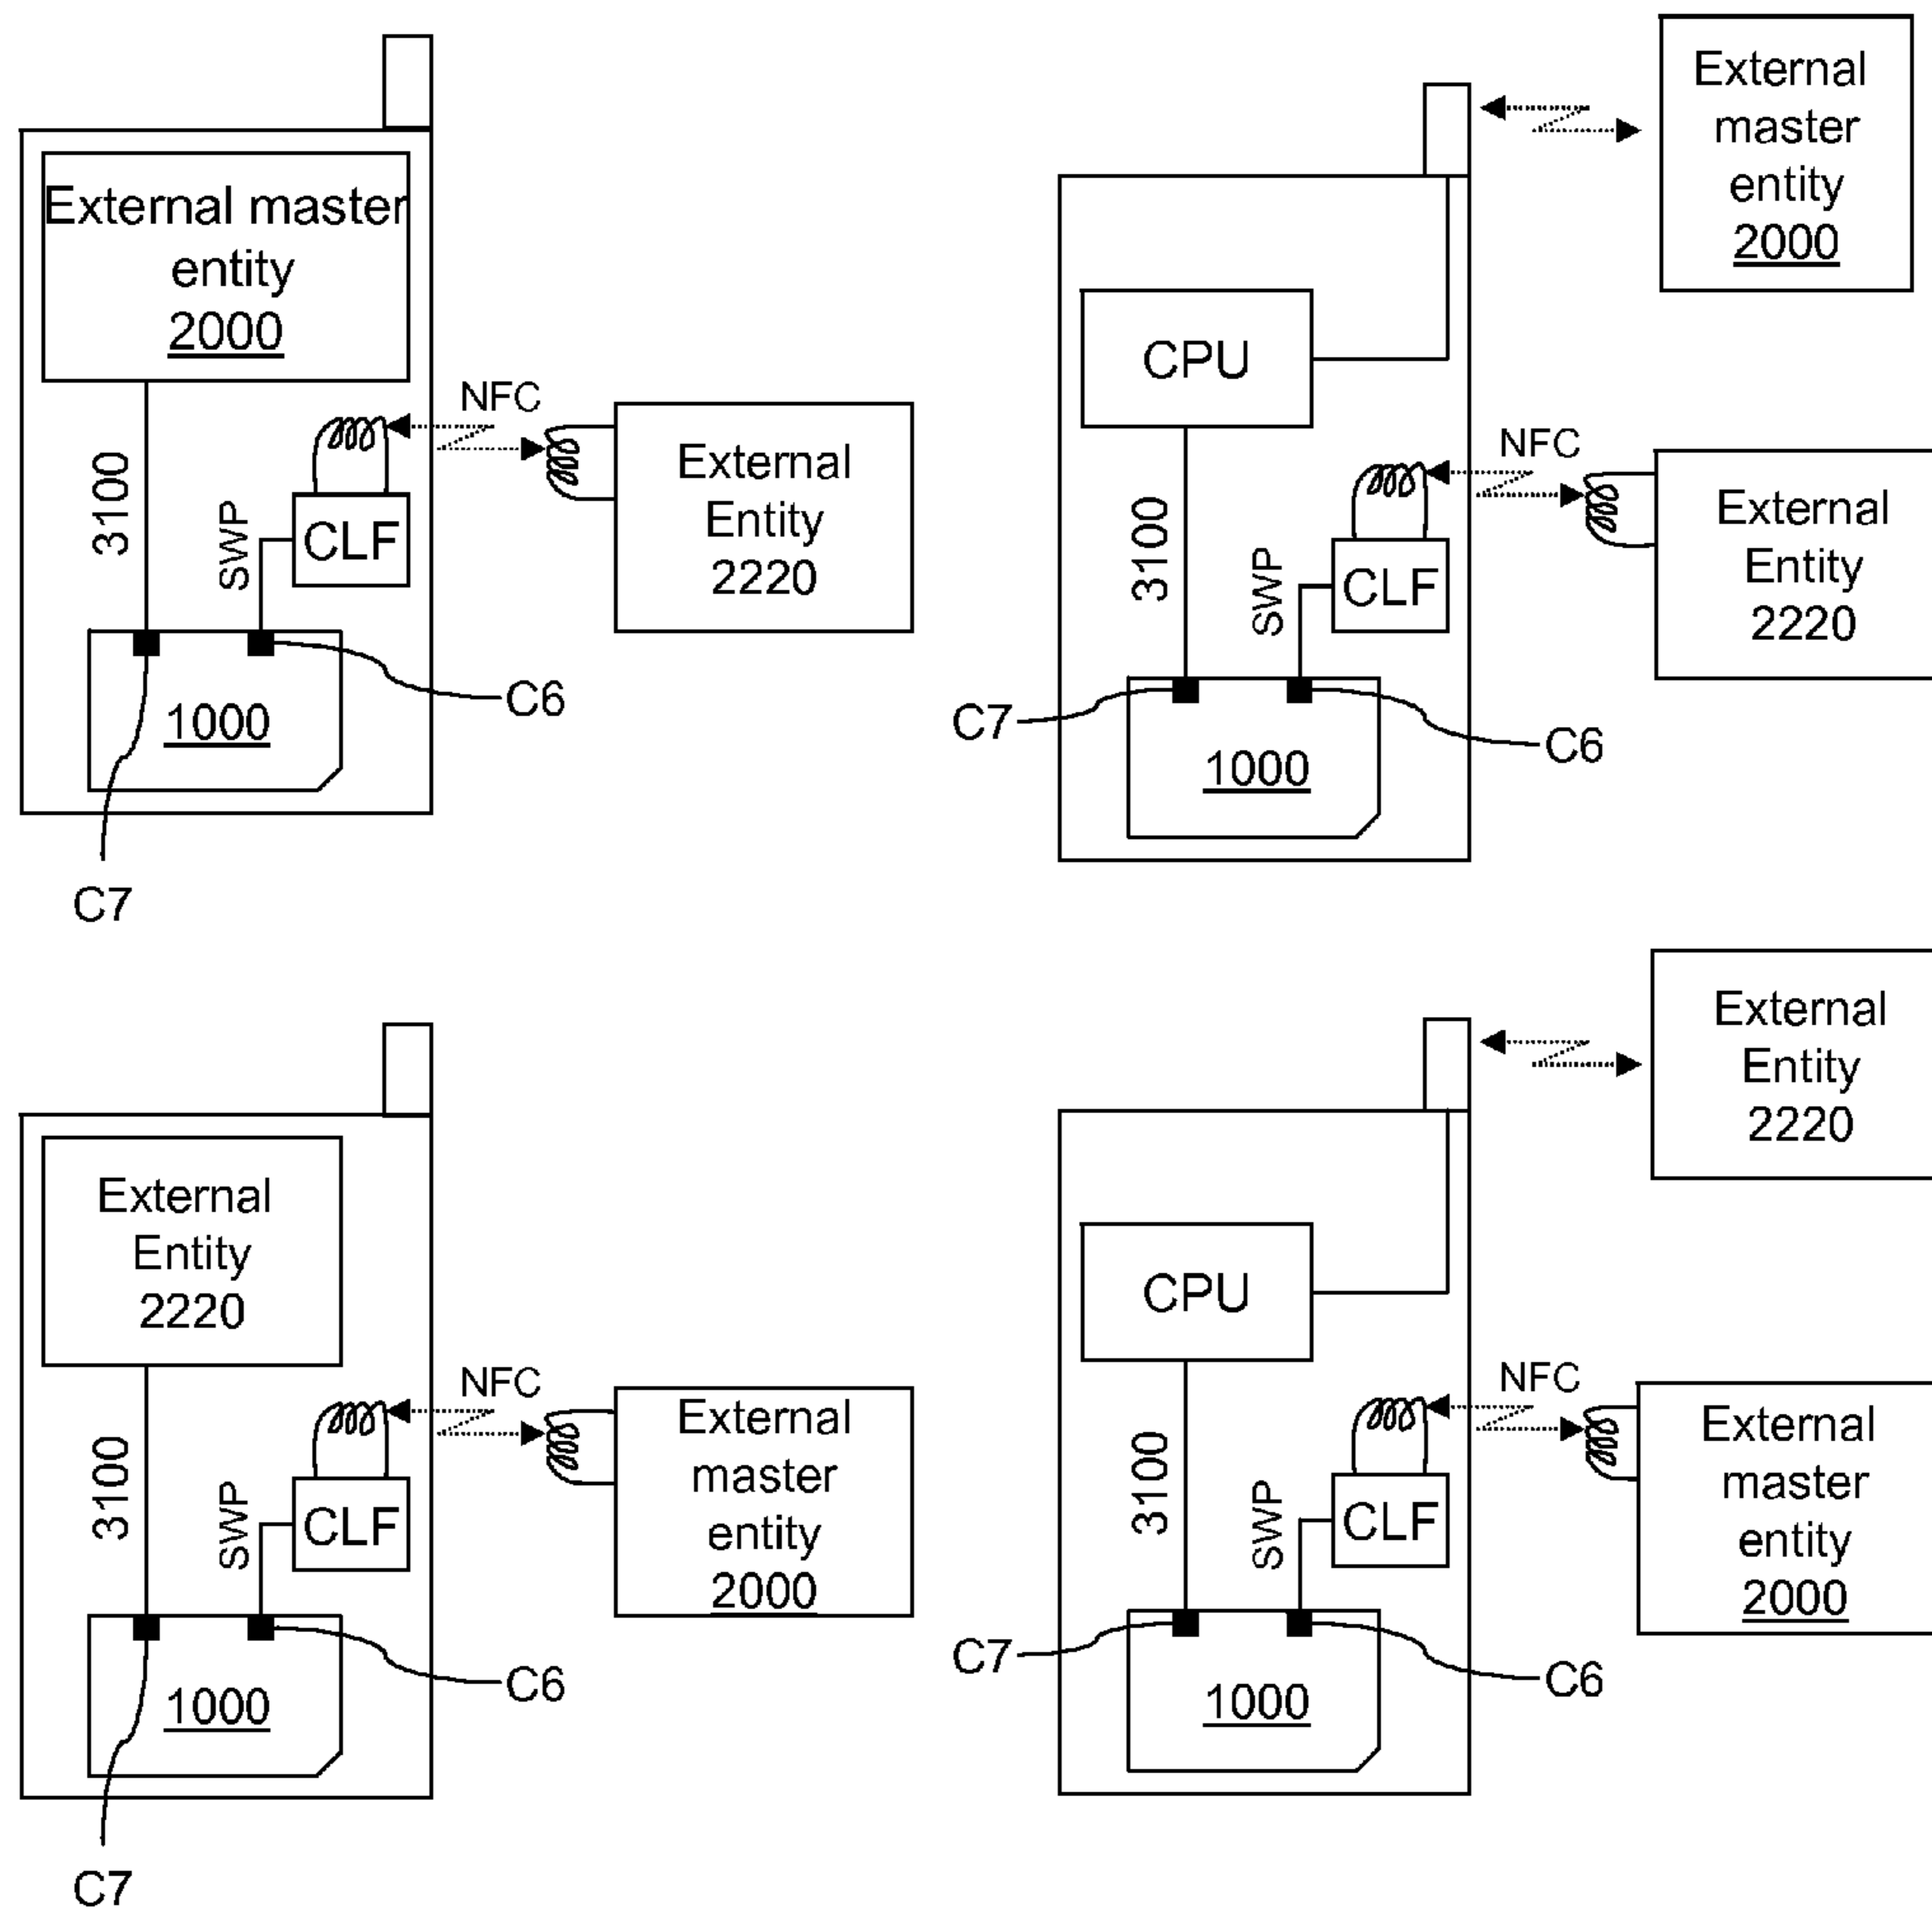 External master
entity
2000
NFC
External
Entity
2220
3100
SWP
CLF
C6
1000
C7
External
master
entity
2000
CPU
NFC
External
Entity
2220
3100
SWP
CLF
C7
C6
1000
External
Entity
2220
NFC
External
master
entity
2000
3100
SWP
CLF
C6
1000
C7
External
Entity
2220
CPU
NFC
External
master
entity
2000
3100
SWP
CLF
C7
C6
1000